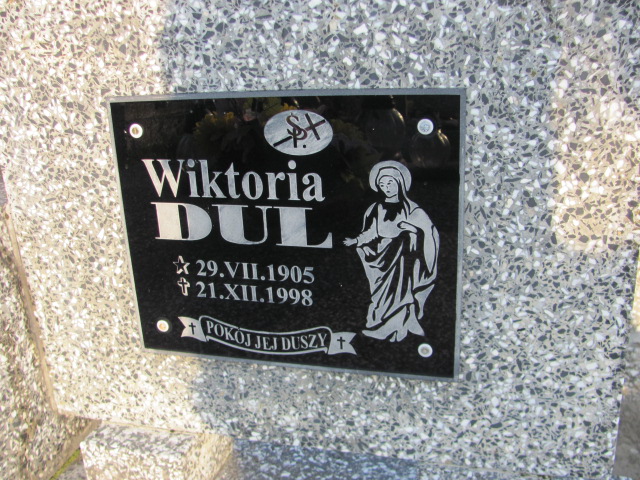 Ś.P.
Wiktoria
DUL
29.VII.1905
21.XII.1998
POKÓJ JEJ DUSZY